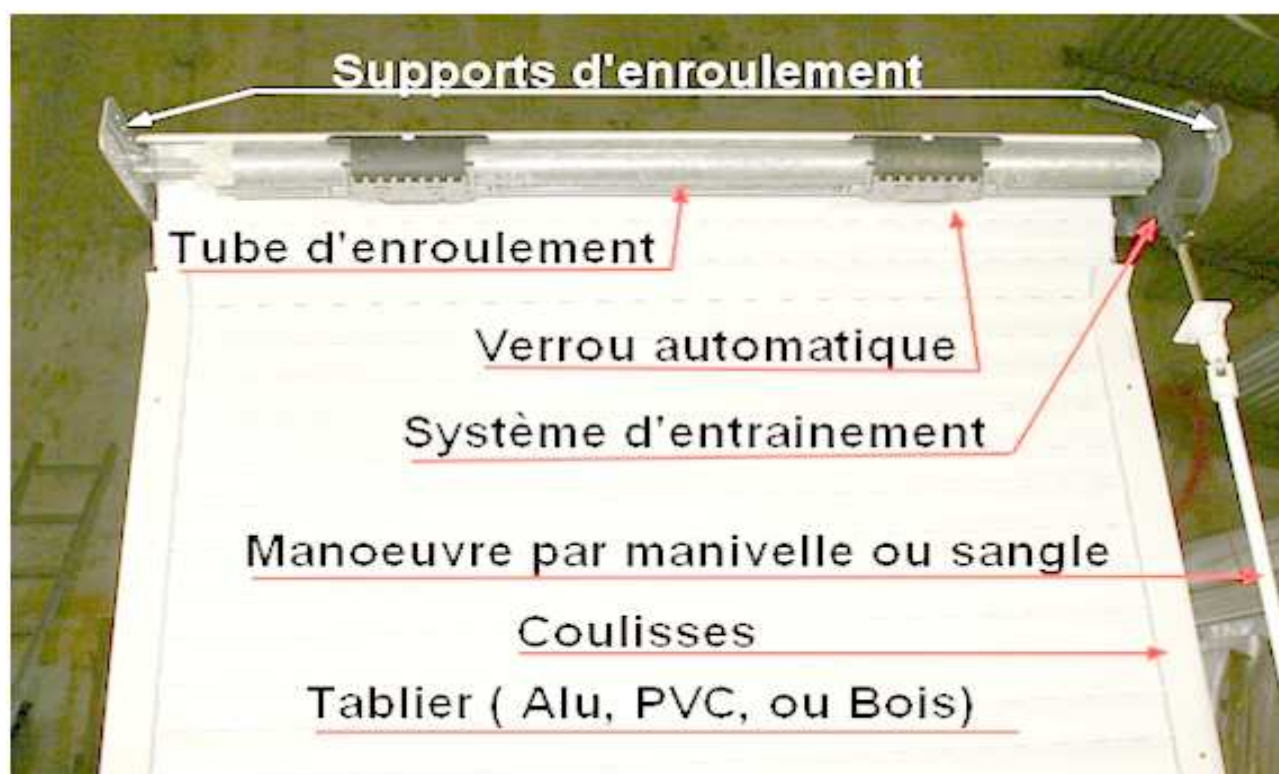 Supports d'enroulement
Tube d'enroulement
Verrou automatique
Système d'entrainement
Manoeuvre par manivelle ou sangle
Coulisses
Tablier ( Alu, PVC, ou Bois)